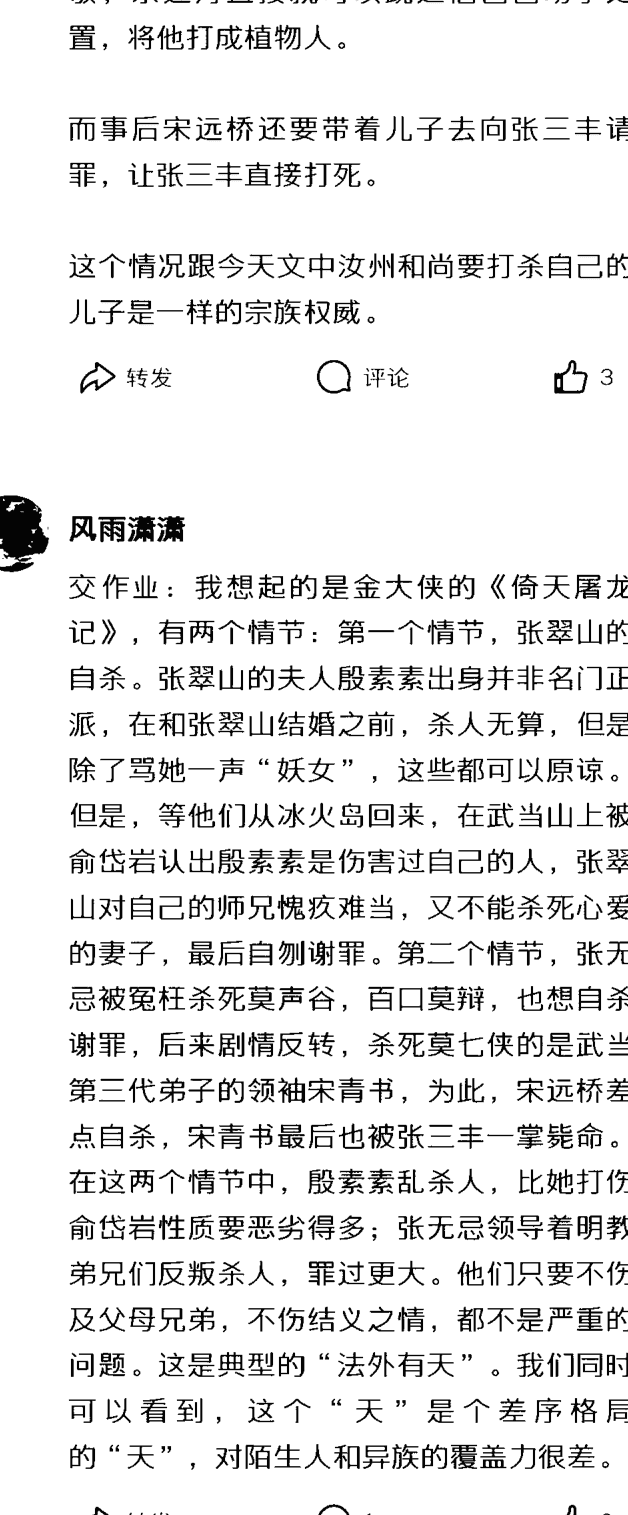 置，将他打成植物人。
而事后宋远桥还要带着儿子去向张三丰请
罪，让张三丰直接打死。
这个情况跟今天文中汝州和尚要打杀自己的
儿子是一样的宗族权威。
转发 评论 3
风雨潇潇
交作业：我想起的是金大侠的《倚天屠龙
记》，有两个情节：第一个情节，张翠山的
自杀。张翠山的夫人殷素素出身并非名门正
派，在和张翠山结婚之前，杀人无算，但是
除了骂她一声“妖女”，这些都可以原谅。
但是，等他们从冰火岛回来，在武当山上被
俞岱岩认出殷素素是伤害过自己的人，张翠
山对自己的师兄愧疚难当，又不能杀死心爱
的妻子，最后自刎谢罪。第二个情节，张无
忌被冤枉杀死莫声谷，百口莫辩，也想自杀
谢罪，后来剧情反转，杀死莫七侠的是武当
第三代弟子的领袖宋青书，为此，宋远桥差
点自杀，宋青书最后也被张三丰一掌毙命。
在这两个情节中，殷素素乱杀人，比她打伤
俞岱岩性质要恶劣得多；张无忌领导着明教
弟兄们反叛杀人，罪过更大。他们只要不伤
及父母兄弟，不伤结义之情，都不是严重的
问题。这是典型的“法外有天”。我们同时
可以看到，这个“天”是个差序格局
的“天”，对陌生人和异族的覆盖力很差。